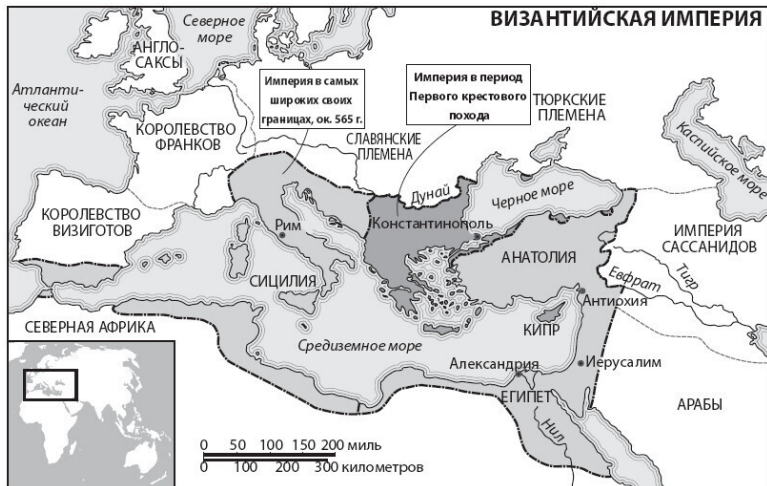 ВИЗАНТИЙСКАЯ ИМПЕРИЯ
Северное
море
АНГЛО-
САКСЫ
Атланти-
ческий
океан
Империя в самых
широких своих
границах, ок. 565 г.
Империя в период
Первого крестового
похода
ТЮРКСКИЕ
ПЛЕМЕНА
КОРОЛЕВСТВО
ФРАНКОВ
СЛАВЯНСКИЕ
ПЛЕМЕНА
Каспийское море
Дунай
Черное море
КОРОЛЕВСТВО
ВИЗИГОТОВ
Рим
Константинополь
ИМПЕРИЯ
САССАНИДОВ
АНАТОЛИЯ
Тигр
Евфрат
СИЦИЛИЯ
Антиохия
СЕВЕРНАЯ АФРИКА
КИПР
Средиземное море
Александрия
Иерусалим
ЕГИПЕТ
АРАБЫ
Нил
0 50 100 150 200 миль
0 100 200 300 километров